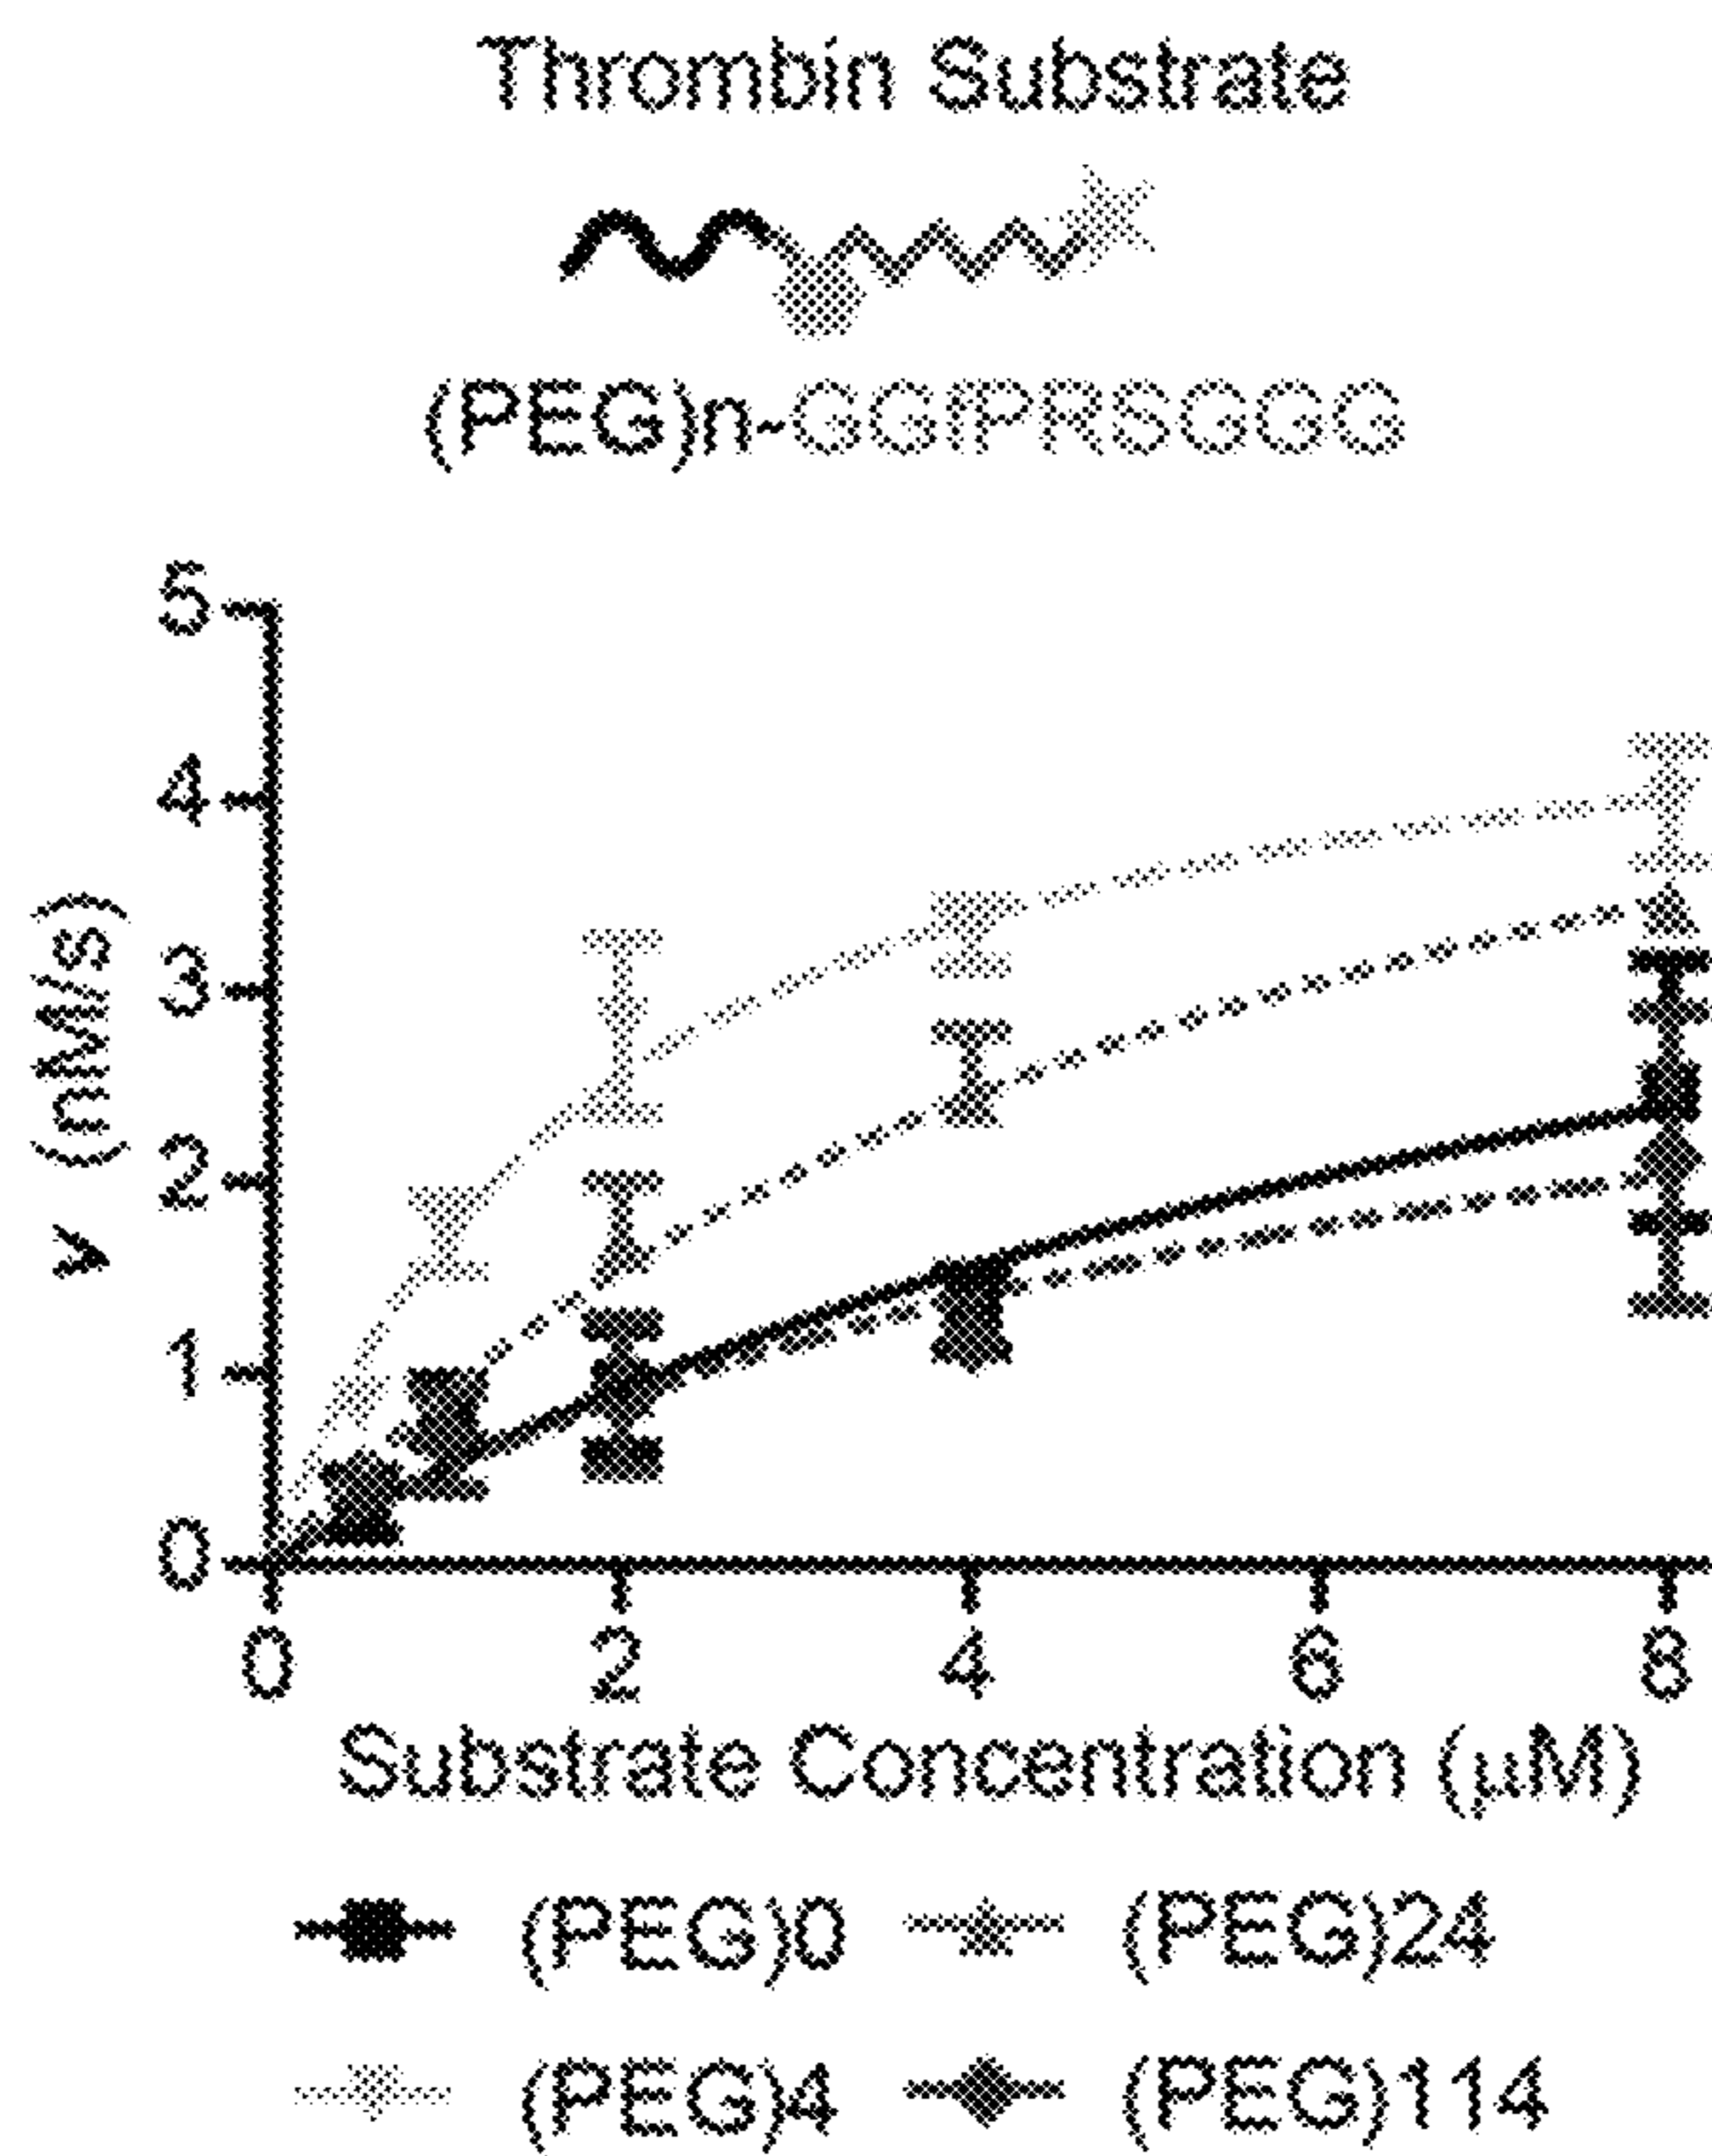 Thrombin Substrate
(PEG)n-GGfPRSGGG
5
4
3
2
1
0
v (mM/s)
0 2 4 6 8
Substrate Concentration (µM)
(PEG)0 (PEG)24
(PEG)4 (PEG)114